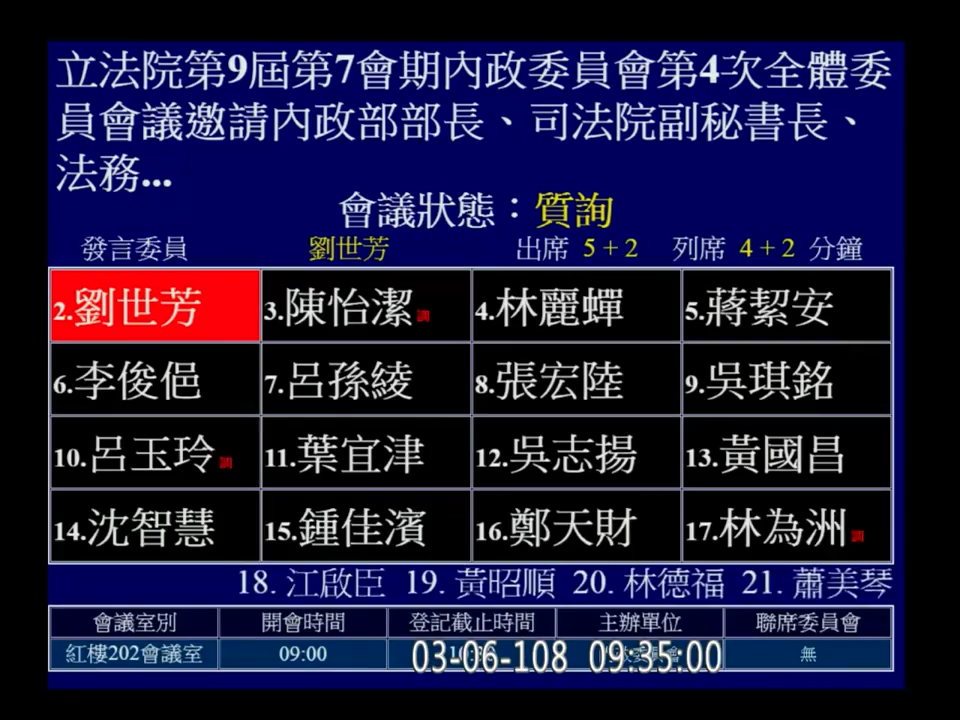 立法院第9屆第7會期內政委員會第4次全體委
員會議邀請內政部部長、司法院副秘書長、
法務...
會議狀態：質詢
發言委員 劉世芳 出席 5 + 2 列席 4 + 2 分鐘
2.劉世芳 3.陳怡潔 調 4.林麗蟬 5.蔣絜安
6.李俊俋 7.呂孫綾 8.張宏陸 9.吳琪銘
10.呂玉玲 調 11.葉宜津 12.吳志揚 13.黃國昌
14.沈智慧 15.鍾佳濱 16.鄭天財 17.林為洲 調
18. 江啟臣 19. 黃昭順 20. 林德福 21. 蕭美琴
會議室別 開會時間 登記截止時間 主辦單位 聯席委員會
紅樓202會議室 09:00 無
03-06-108 09:35:00